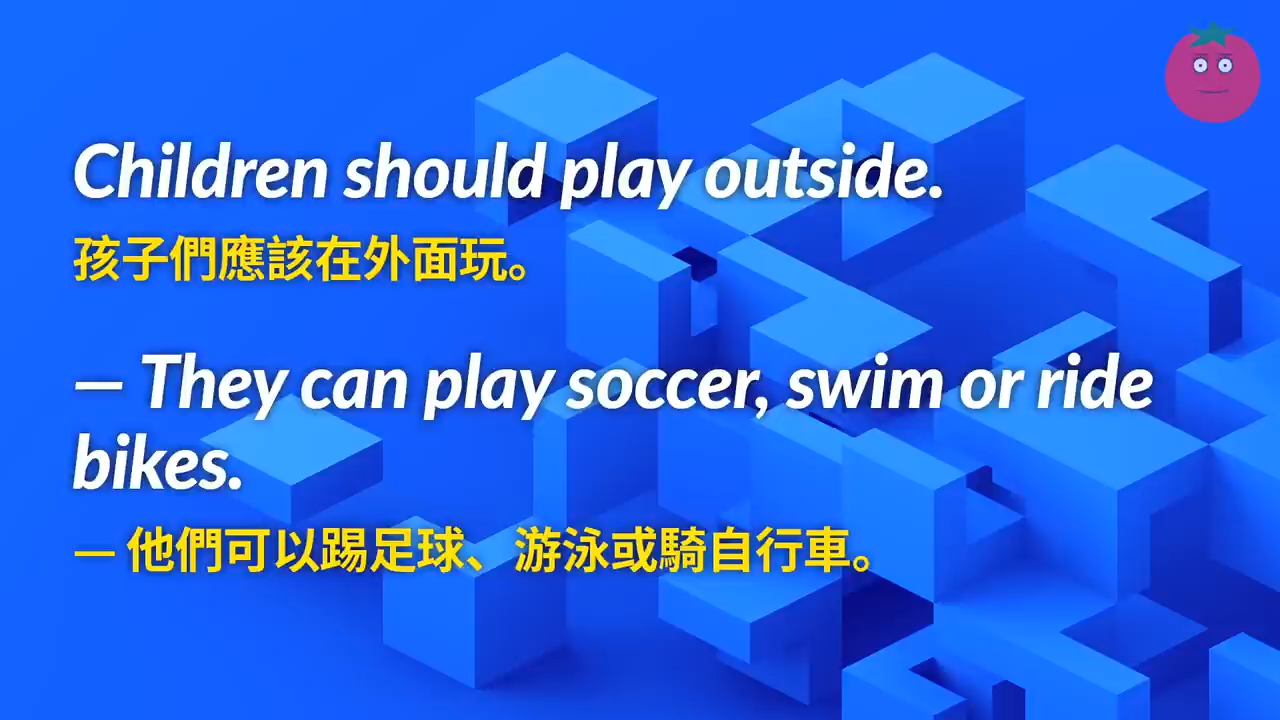 Children should play outside.
孩子們應該在外面玩。
— They can play soccer, swim or ride
bikes.
— 他們可以踢足球、游泳或騎自行車。